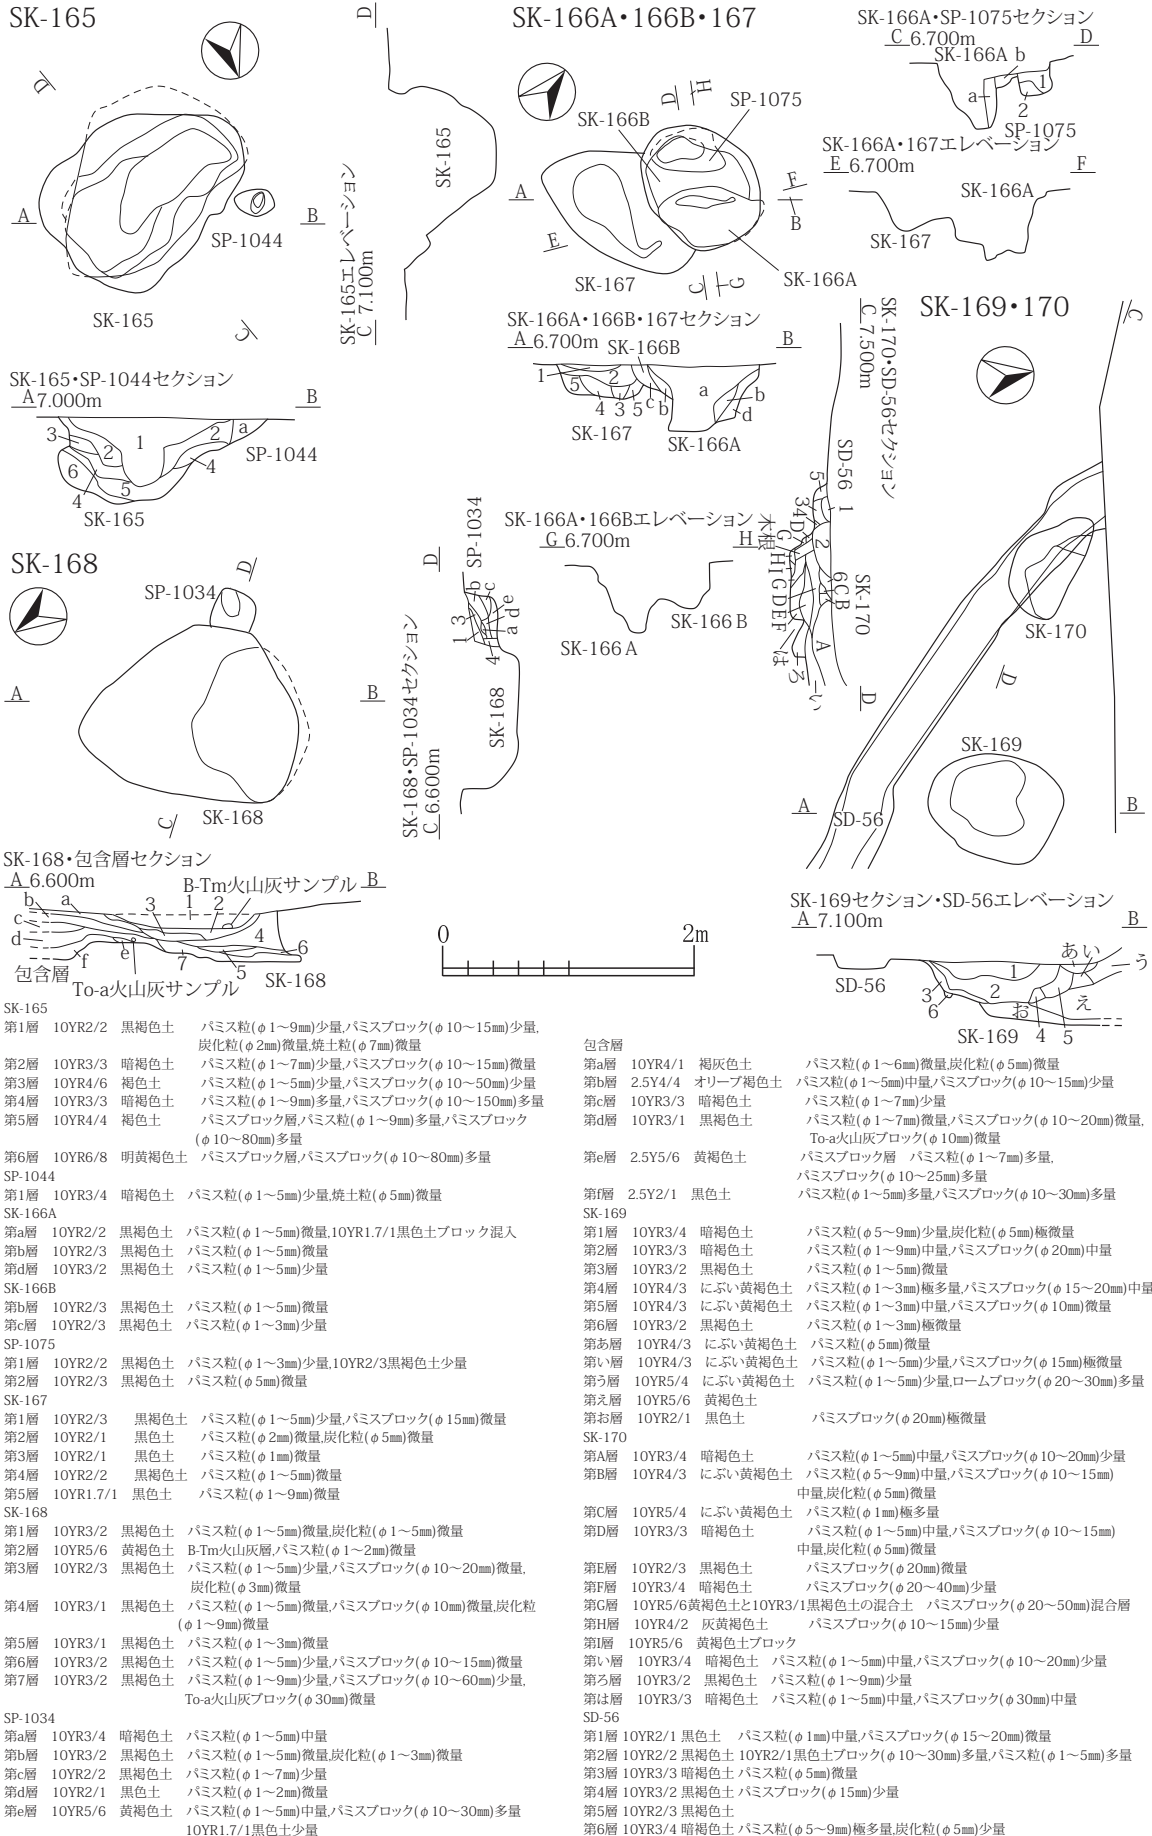 SK-165
D
D
A
B
SP-1044
SK-165
C
SK-165
SK-165エレベーション
C 7.100m
SK-165・SP-1044セクション
A 7.000m
B
1
2
2
3
4
4
5
6
a
SP-1044
SK-165
SK-166A・166B・167
D
H
SP-1075
SK-166B
A
E
F
B
SK-167
SK-166A
C
G
SK-166A・SP-1075セクション
C 6.700m
D
SK-166A b
a
1
2
SP-1075
SK-166A・167エレベーション
E 6.700m
F
SK-166A
SK-167
SK-166A・166B・167セクション
A 6.700m
B
SK-166B
1
2
5
4
3
5
c
b
a
b
d
SK-167
SK-166A
SK-166A・166Bエレベーション
G 6.700m
H
SK-166A
SK-166B
SK-169・170
C
SK-170
D
SK-169
A
B
SD-56
SK-170・SD-56セクション
C 7.500m
SD-56
5
3
4
D
1
2
木根
G
H
I
G
D
E
F
6
C
B
SK-170
A
は
ろ
い
D
SK-168
SP-1034
D
A
B
C
SK-168
D
SP-1034
b
c
e
d
a
3
1
4
SK-168
SK-168・SP-1034セクション
C 6.600m
SK-168・包含層セクション
A 6.600m
B-Tm火山灰サンプル
B
b
a
c
d
3
1
2
4
e
f
7
5
6
包含層
To-a火山灰サンプル
SK-168
0
2m
SK-169セクション・SD-56エレベーション
A 7.100m
B
SD-56
あ
い
う
え
お
1
2
3
6
4
5
SK-169
SK-165
第1層 10YR2/2 黒褐色土 パミス粒(φ1～9㎜)少量,パミスブロック(φ10～15㎜)少量,
炭化粒(φ2㎜)微量,焼土粒(φ7㎜)微量
第2層 10YR3/3 暗褐色土 パミス粒(φ1～7㎜)少量,パミスブロック(φ10～15㎜)微量
第3層 10YR4/6 褐色土 パミス粒(φ1～5㎜)少量,パミスブロック(φ10～50㎜)少量
第4層 10YR3/3 暗褐色土 パミス粒(φ1～9㎜)多量,パミスブロック(φ10～150㎜)多量
第5層 10YR4/4 褐色土 パミスブロック層,パミス粒(φ1～9㎜)多量,パミスブロック
(φ10～80㎜)多量
第6層 10YR6/8 明黄褐色土 パミスブロック層,パミスブロック(φ10～80㎜)多量
SP-1044
第1層 10YR3/4 暗褐色土 パミス粒(φ1～5㎜)少量,焼土粒(φ5㎜)微量
SK-166A
第a層 10YR2/2 黒褐色土 パミス粒(φ1～5㎜)微量,10YR1.7/1黒色土ブロック混入
第b層 10YR2/3 黒褐色土 パミス粒(φ1～5㎜)微量
第d層 10YR3/2 黒褐色土 パミス粒(φ1～5㎜)少量
SK-166B
第b層 10YR2/3 黒褐色土 パミス粒(φ1～5㎜)微量
第c層 10YR2/3 黒褐色土 パミス粒(φ1～3㎜)少量
SP-1075
第1層 10YR2/2 黒褐色土 パミス粒(φ1～3㎜)少量,10YR2/3黒褐色土少量
第2層 10YR2/3 黒褐色土 パミス粒(φ5㎜)微量
SK-167
第1層 10YR2/3 黒褐色土 パミス粒(φ1～5㎜)少量,パミスブロック(φ15㎜)微量
第2層 10YR2/1 黒色土 パミス粒(φ2㎜)微量,炭化粒(φ5㎜)微量
第3層 10YR2/1 黒色土 パミス粒(φ1㎜)微量
第4層 10YR2/2 黒褐色土 パミス粒(φ1～5㎜)微量
第5層 10YR1.7/1 黒色土 パミス粒(φ1～9㎜)微量
SK-168
第1層 10YR3/2 黒褐色土 パミス粒(φ1～5㎜)微量,炭化粒(φ1～5㎜)微量
第2層 10YR5/6 黄褐色土 B-Tm火山灰層,パミス粒(φ1～2㎜)微量
第3層 10YR2/3 黒褐色土 パミス粒(φ1～5㎜)少量,パミスブロック(φ10～20㎜)微量,
炭化粒(φ3㎜)微量
第4層 10YR3/1 黒褐色土 パミス粒(φ1～5㎜)微量,パミスブロック(φ10㎜)微量,炭化粒
(φ1～9㎜)微量
第5層 10YR3/1 黒褐色土 パミス粒(φ1～3㎜)微量
第6層 10YR3/2 黒褐色土 パミス粒(φ1～5㎜)少量,パミスブロック(φ10～15㎜)微量
第7層 10YR3/2 黒褐色土 パミス粒(φ1～9㎜)少量,パミスブロック(φ10～60㎜)少量,
To-a火山灰ブロック(φ30㎜)微量
SP-1034
第a層 10YR3/4 暗褐色土 パミス粒(φ1～5㎜)中量
第b層 10YR3/2 黒褐色土 パミス粒(φ1～5㎜)微量,炭化粒(φ1～3㎜)微量
第c層 10YR2/2 黒褐色土 パミス粒(φ1～7㎜)少量
第d層 10YR2/1 黒色土 パミス粒(φ1～2㎜)微量
第e層 10YR5/6 黄褐色土 パミス粒(φ1～5㎜)中量,パミスブロック(φ10～30㎜)多量
10YR1.7/1黒色土少量
包含層
第a層 10YR4/1 褐灰色土 パミス粒(φ1～6㎜)微量,炭化粒(φ5㎜)微量
第b層 2.5Y4/4 オリーブ褐色土 パミス粒(φ1～5㎜)中量,パミスブロック(φ10～15㎜)少量
第c層 10YR3/3 暗褐色土 パミス粒(φ1～7㎜)少量
第d層 10YR3/1 黒褐色土 パミス粒(φ1～7㎜)微量,パミスブロック(φ10～20㎜)微量,
To-a火山灰ブロック(φ10㎜)微量
第e層 2.5Y5/6 黄褐色土 パミスブロック層 パミス粒(φ1～7㎜)多量,
パミスブロック(φ10～25㎜)多量
第f層 2.5Y2/1 黒色土 パミス粒(φ1～5㎜)多量,パミスブロック(φ10～30㎜)多量
SK-169
第1層 10YR3/4 暗褐色土 パミス粒(φ5～9㎜)少量,炭化粒(φ5㎜)極微量
第2層 10YR3/3 暗褐色土 パミス粒(φ1～9㎜)中量,パミスブロック(φ20㎜)中量
第3層 10YR3/2 黒褐色土 パミス粒(φ1～5㎜)微量
第4層 10YR4/3 にぶい黄褐色土 パミス粒(φ1～3㎜)極多量,パミスブロック(φ15～20㎜)中量
第5層 10YR4/3 にぶい黄褐色土 パミス粒(φ1～3㎜)中量,パミスブロック(φ10㎜)微量
第6層 10YR3/2 黒褐色土 パミス粒(φ1～3㎜)極微量
第あ層 10YR4/3 にぶい黄褐色土 パミス粒(φ5㎜)微量
第い層 10YR4/3 にぶい黄褐色土 パミス粒(φ1～5㎜)少量,パミスブロック(φ15㎜)極微量
第う層 10YR5/4 にぶい黄褐色土 パミス粒(φ1～5㎜)少量,ロームブロック(φ20～30㎜)多量
第え層 10YR5/6 黄褐色土
第お層 10YR2/1 黒色土 パミスブロック(φ20㎜)極微量
SK-170
第A層 10YR3/4 暗褐色土 パミス粒(φ1～5㎜)中量,パミスブロック(φ10～20㎜)少量
第B層 10YR4/3 にぶい黄褐色土 パミス粒(φ5～9㎜)中量,パミスブロック(φ10～15㎜)
中量,炭化粒(φ5㎜)微量
第C層 10YR5/4 にぶい黄褐色土 パミス粒(φ1㎜)極多量
第D層 10YR3/3 暗褐色土 パミス粒(φ1～5㎜)中量,パミスブロック(φ10～15㎜)
中量,炭化粒(φ5㎜)微量
第E層 10YR2/3 黒褐色土 パミスブロック(φ20㎜)微量
第F層 10YR3/4 暗褐色土 パミスブロック(φ20～40㎜)少量
第G層 10YR5/6黄褐色土と10YR3/1黒褐色土の混合土 パミスブロック(φ20～50㎜)混合層
第H層 10YR4/2 灰黄褐色土 パミスブロック(φ10～15㎜)少量
第I層 10YR5/6 黄褐色土ブロック
第い層 10YR3/4 暗褐色土 パミス粒(φ1～5㎜)中量,パミスブロック(φ10～20㎜)少量
第ろ層 10YR3/2 黒褐色土 パミス粒(φ1～9㎜)少量
第は層 10YR3/3 暗褐色土 パミス粒(φ1～5㎜)中量,パミスブロック(φ30㎜)中量
SD-56
第1層 10YR2/1 黒色土 パミス粒(φ1㎜)中量,パミスブロック(φ15～20㎜)微量
第2層 10YR2/2 黒褐色土 10YR2/1黒色土ブロック(φ10～30㎜)多量,パミス粒(φ1～5㎜)多量
第3層 10YR3/3 暗褐色土 パミス粒(φ5㎜)微量
第4層 10YR3/2 黒褐色土 パミスブロック(φ15㎜)少量
第5層 10YR2/3 黒褐色土
第6層 10YR3/4 暗褐色土 パミス粒(φ5～9㎜)極多量,炭化粒(φ5㎜)少量